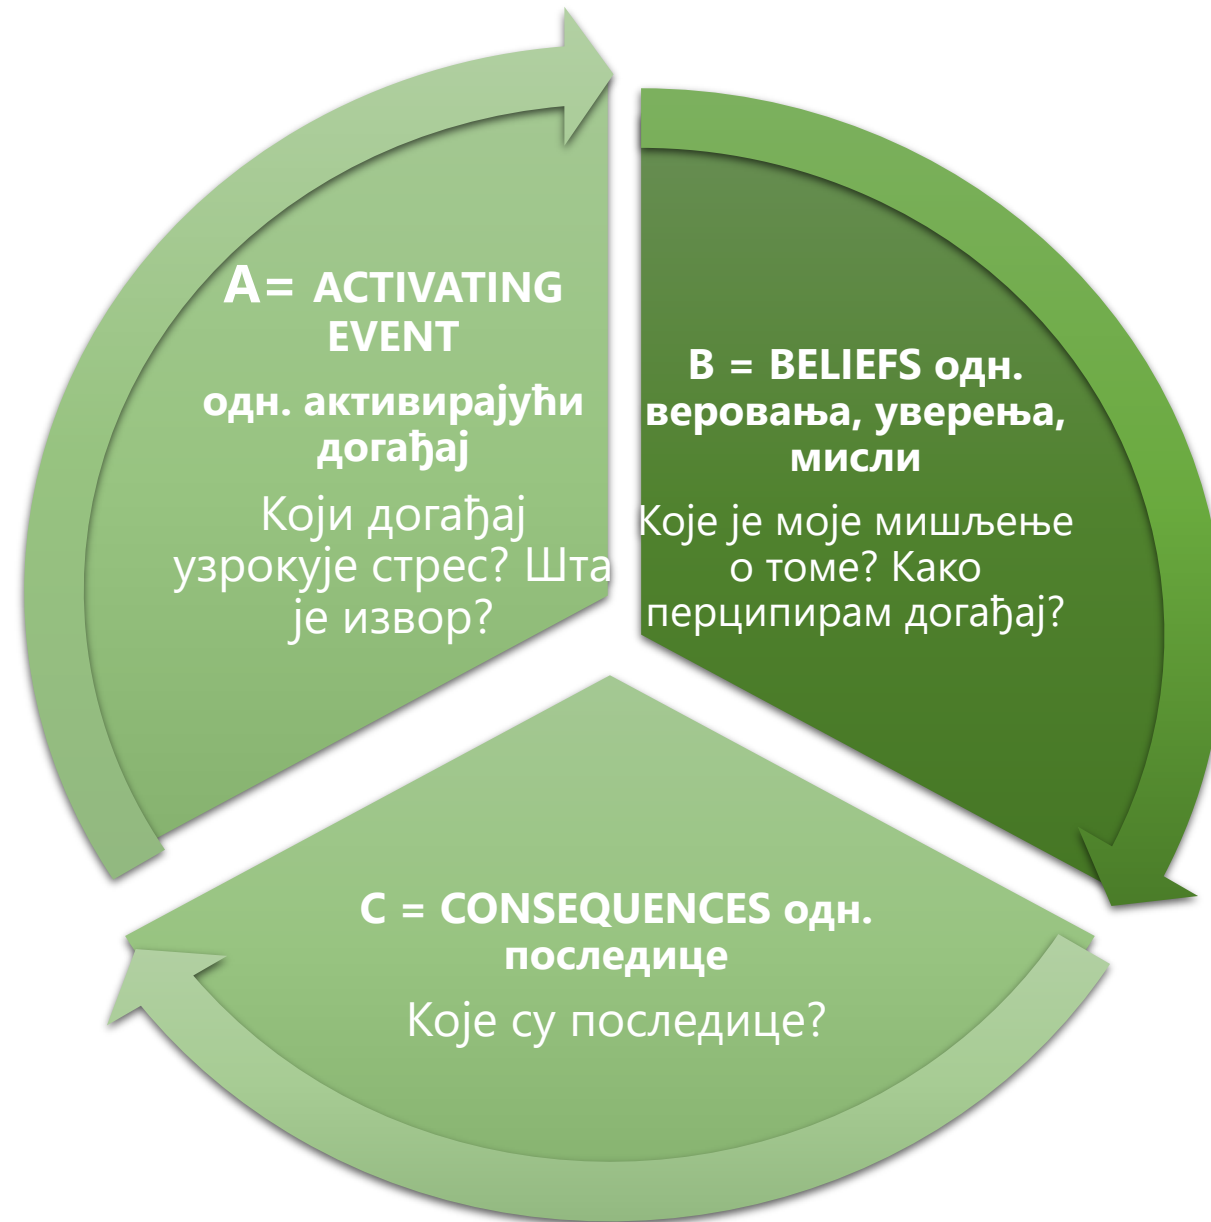 A= ACTIVATING
EVENT
одн. активирајући
догађај
Који догађај
узрокује стрес? Шта
је извор?
B = BELIEFS одн.
веровања, уверења,
мисли
Које је моје мишљење
о томе? Како
перципирам догађај?
C = CONSEQUENCES одн.
последице
Које су последице?